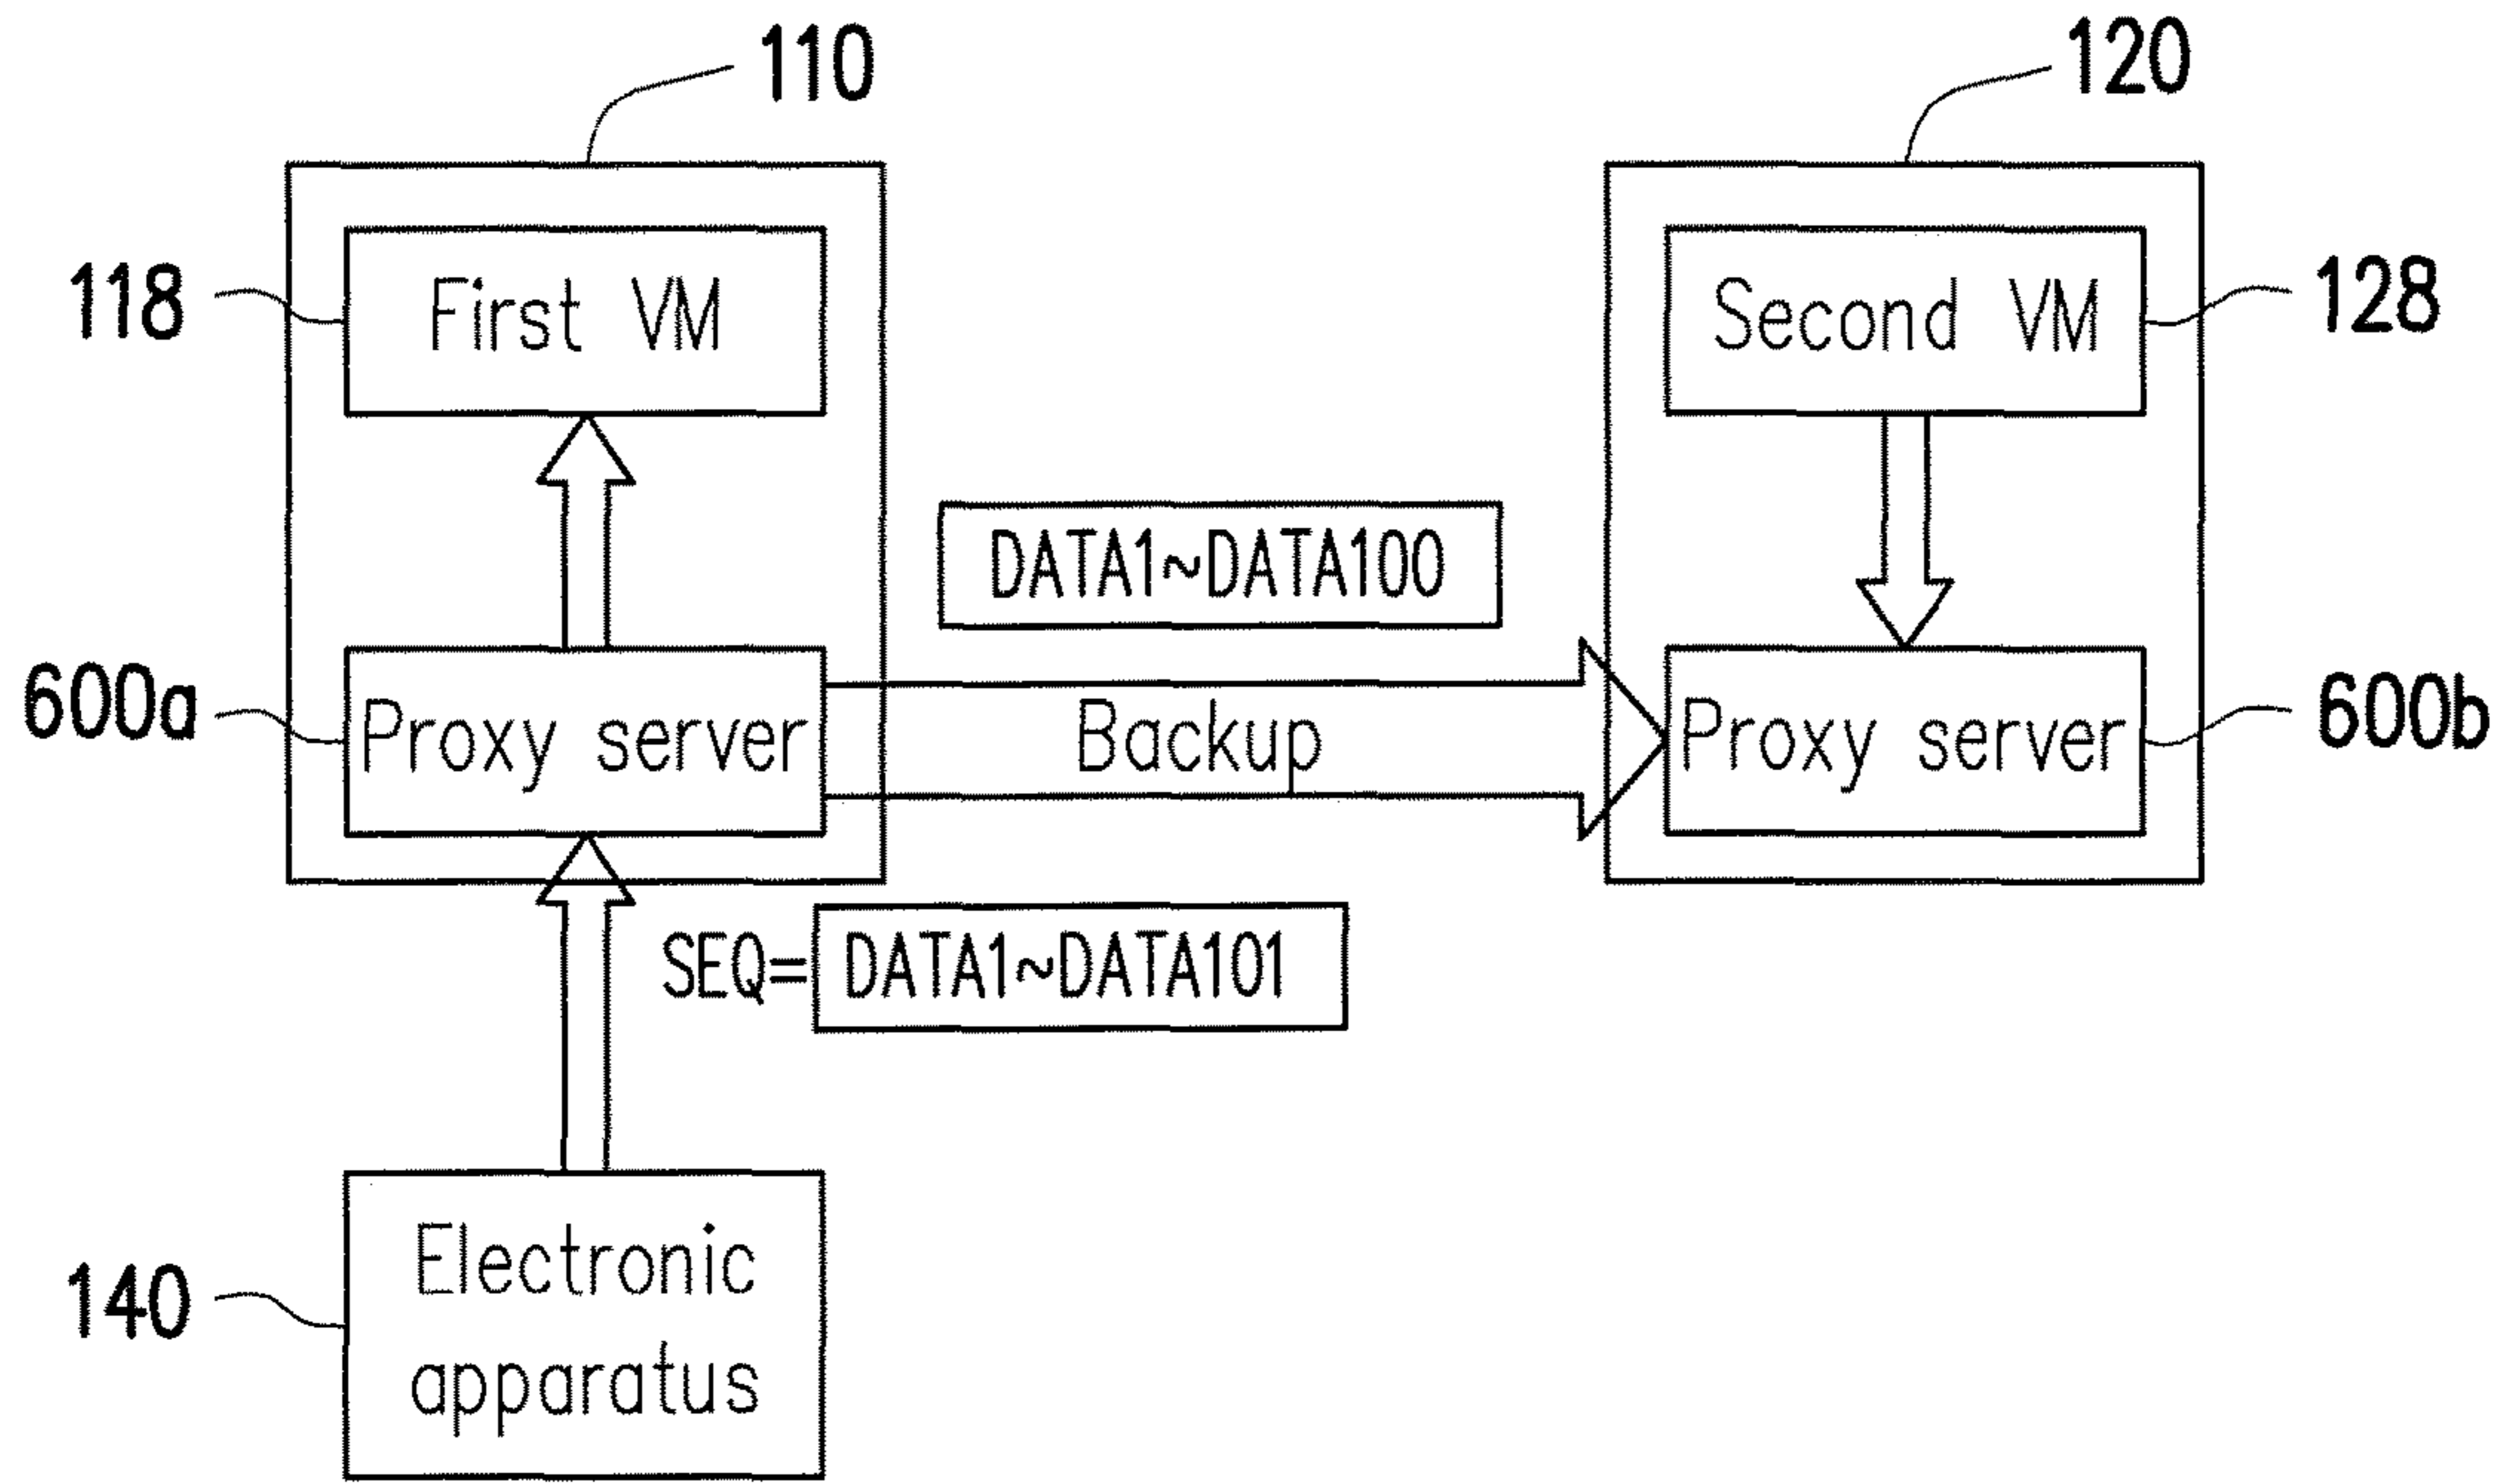 110
120
118
First VM
Second VM
128
DATA1~DATA100
600a
Proxy server
Backup
Proxy server
600b
SEQ= DATA1~DATA101
140
Electronic
apparatus